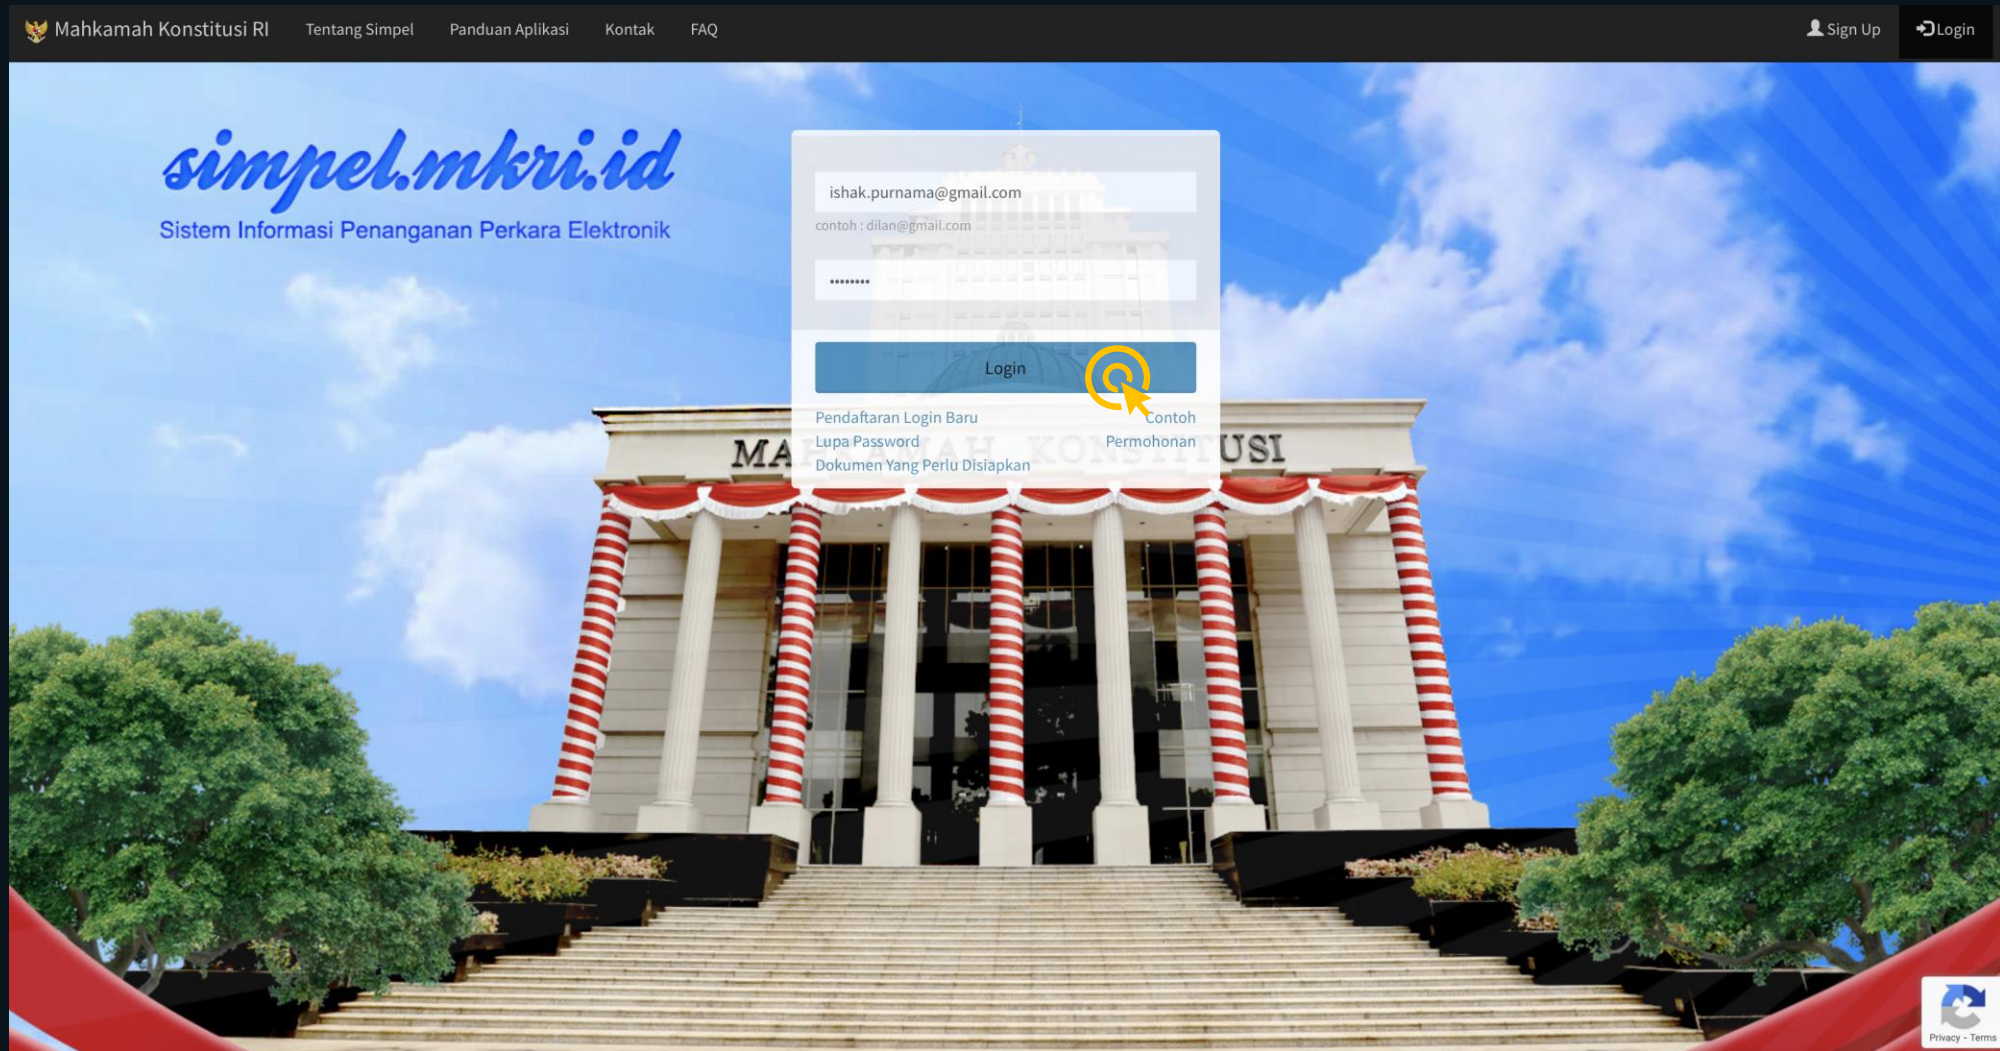 Mahkamah Konstitusi RI Tentang Simpel Panduan Aplikasi Kontak FAQ Sign Up Login
simpel.mkri.id
Sistem Informasi Penanganan Perkara Elektronik
ishak.purnama@gmail.com
contoh : dilan@gmail.com
••••••••
Login
Pendaftaran Login Baru
Lupa Password
Dokumen Yang Perlu Disiapkan
Contoh
Permohonan
MAHKAMAH KONSTITUSI
Privacy - Terms